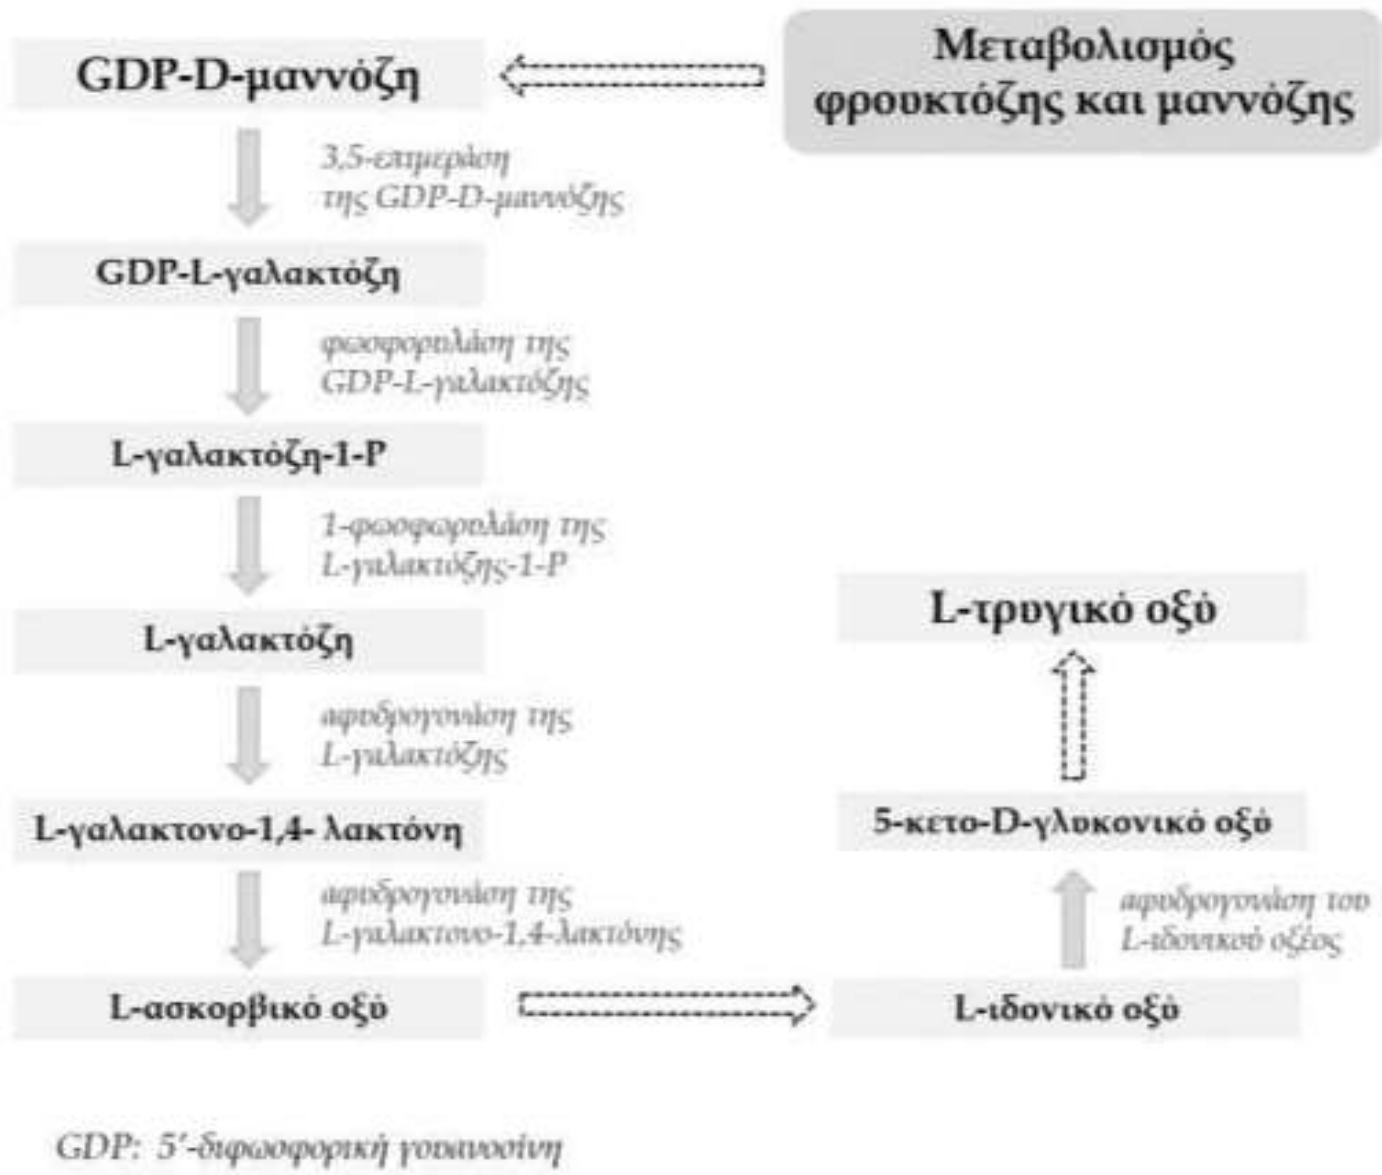 GDP-D-μαννόζη
Μεταβολισμός
φρουκτόζης και μαννόζης
3,5-επιμεράση
της GDP-D-μαννόζης
GDP-L-γαλακτόζη
φωσφορυλάση της
GDP-L-γαλακτόζης
L-γαλακτόζη-1-P
1-φωσφωρυλάση της
L-γαλακτόζης-1-P
L-γαλακτόζη
αφυδρογονάση της
L-γαλακτόζης
L-γαλακτονο-1,4- λακτόνη
αφυδρογονάση της
L-γαλακτονο-1,4-λακτόνης
L-ασκορβικό οξύ
L-ιδονικό οξύ
αφυδρογονάση του
L-ιδονικού οξέος
5-κετο-D-γλυκονικό οξύ
L-τρυγικό οξύ
GDP: 5′-διφωσφορική γουανοσίνη